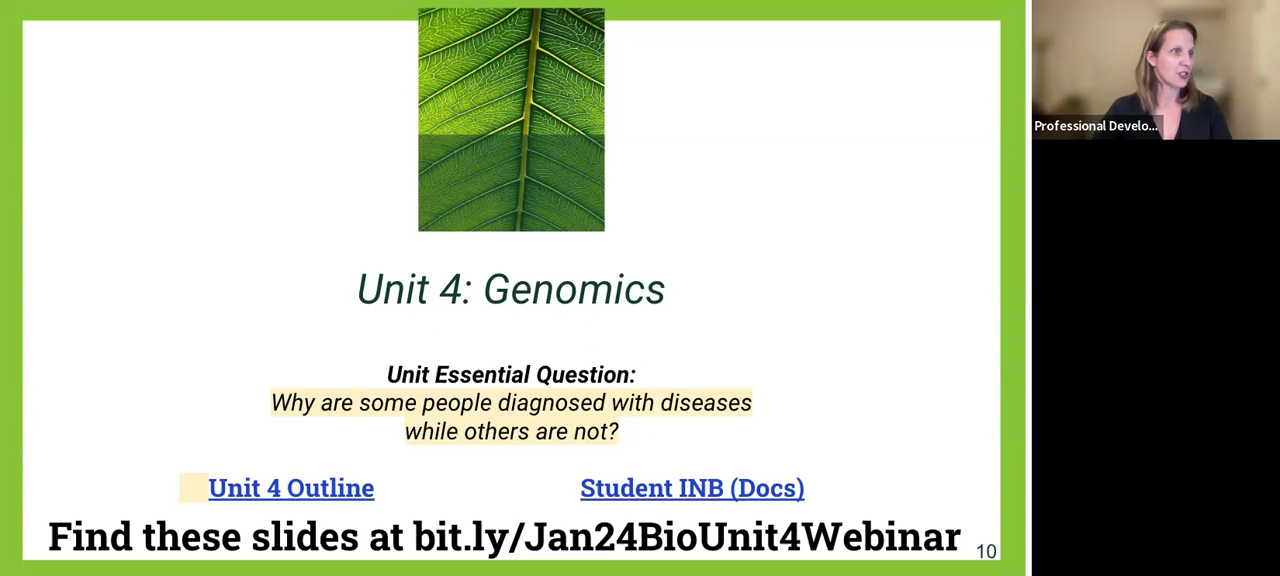 Unit 4: Genomics
Unit Essential Question:
Why are some people diagnosed with diseases
while others are not?
Unit 4 Outline
Student INB (Docs)
Find these slides at bit.ly/Jan24BioUnit4Webinar
10
Professional Develo...